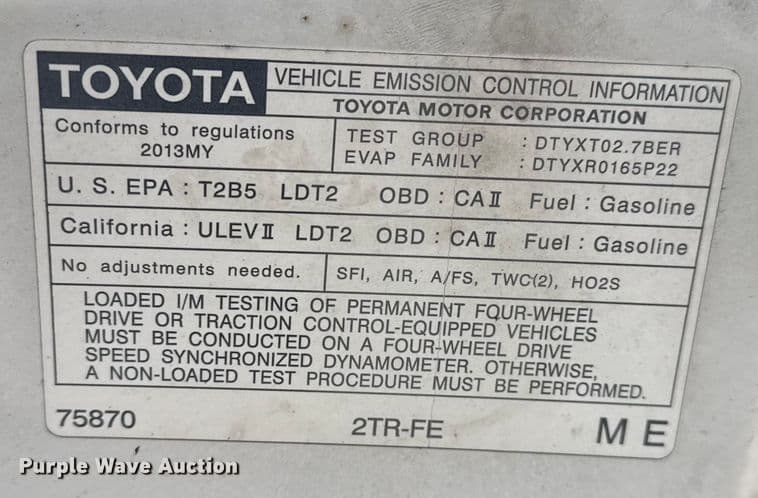 TOYOTA
VEHICLE EMISSION CONTROL INFORMATION
TOYOTA MOTOR CORPORATION
Conforms to regulations
2013MY
TEST GROUP : DTYXT02.7BER
EVAP FAMILY : DTYXR0165P22
U. S. EPA : T2B5 LDT2 OBD : CAⅡ Fuel : Gasoline
California : ULEVⅡ LDT2 OBD : CAⅡ Fuel : Gasoline
No adjustments needed.
SFI, AIR, A/FS, TWC(2), HO2S
LOADED I/M TESTING OF PERMANENT FOUR-WHEEL
DRIVE OR TRACTION CONTROL-EQUIPPED VEHICLES
MUST BE CONDUCTED ON A FOUR-WHEEL DRIVE
SPEED SYNCHRONIZED DYNAMOMETER. OTHERWISE,
A NON-LOADED TEST PROCEDURE MUST BE PERFORMED.
75870 2TR-FE M E
Purple Wave Auction